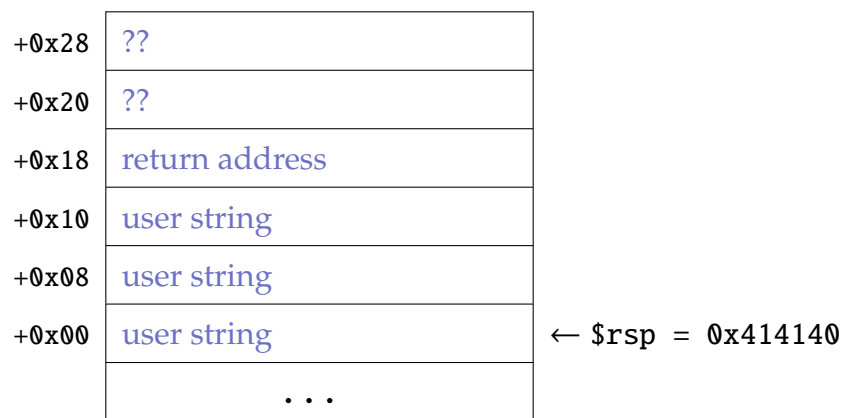 +0x28 ??
+0x20 ??
+0x18 return address
+0x10 user string
+0x08 user string
+0x00 user string ← $rsp = 0x414140
...